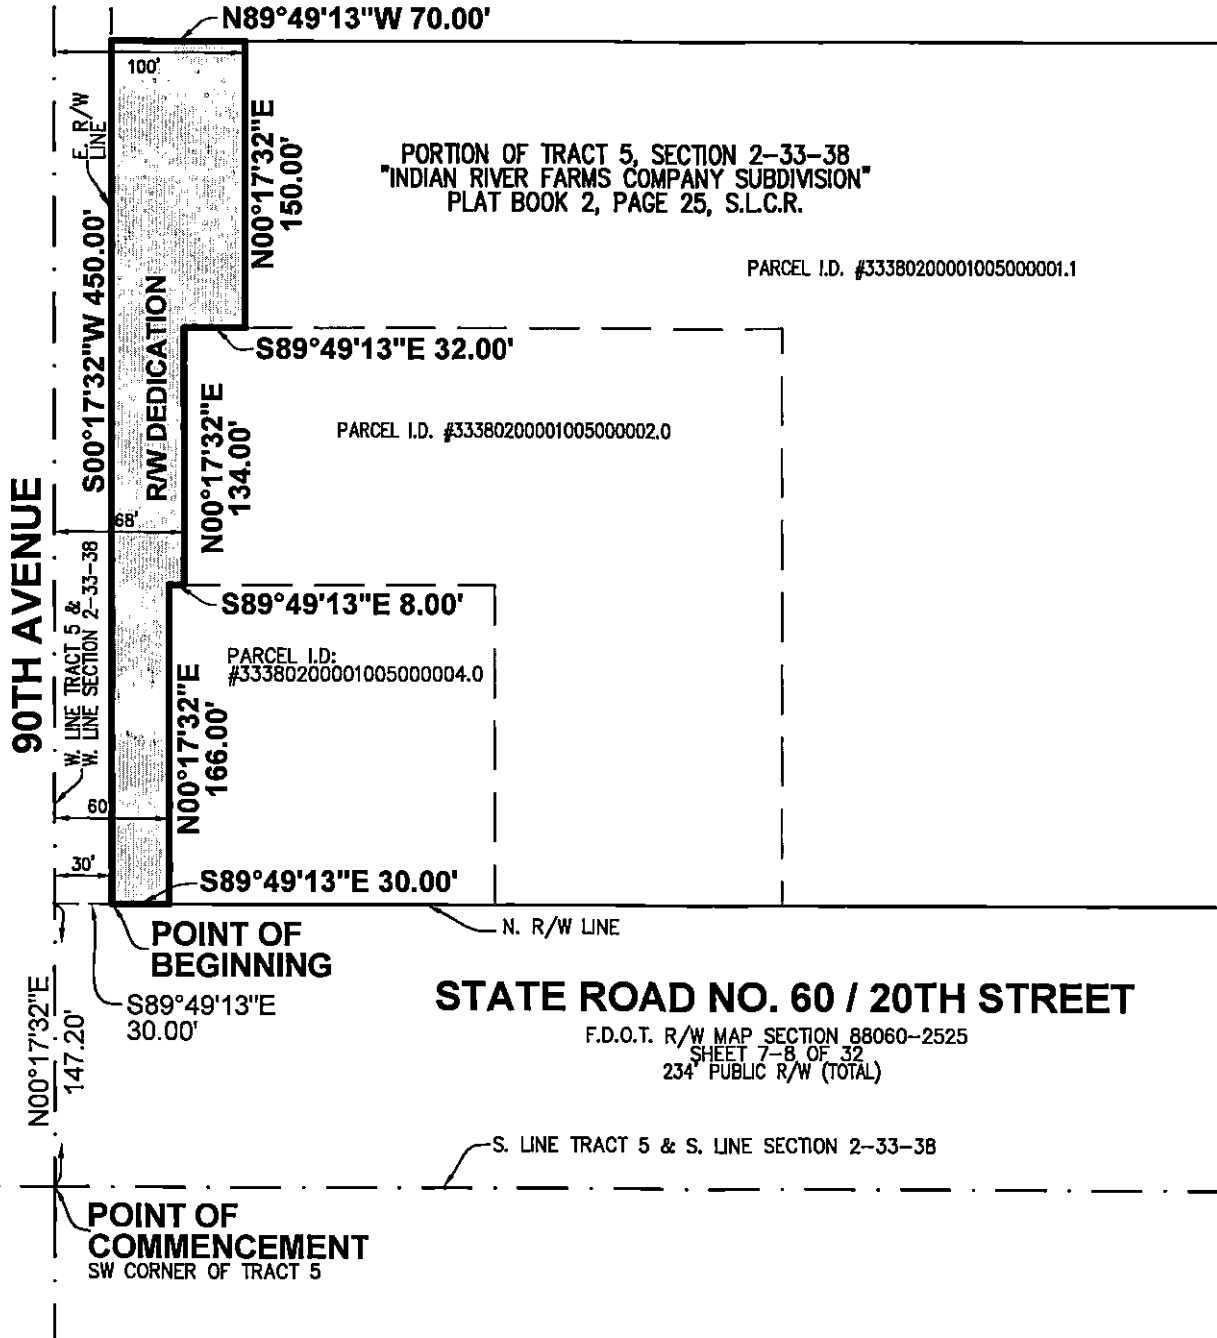 N89°49'13"W 70.00'
100'
E. R/W
LINE
N00°17'32"E
150.00'
PORTION OF TRACT 5, SECTION 2-33-38
"INDIAN RIVER FARMS COMPANY SUBDIVISION"
PLAT BOOK 2, PAGE 25, S.L.C.R.
PARCEL I.D. #33380200001005000001.1
S00°17'32"W 450.00'
R/W DEDICATION
S89°49'13"E 32.00'
N00°17'32"E
134.00'
PARCEL I.D. #33380200001005000002.0
68'
90TH AVENUE
W. LINE TRACT 5 &
W. LINE SECTION 2-33-38
S89°49'13"E 8.00'
PARCEL I.D:
#33380200001005000004.0
N00°17'32"E
166.00'
60
30'
S89°49'13"E 30.00'
N. R/W LINE
POINT OF
BEGINNING
S89°49'13"E
30.00'
N00°17'32"E
147.20'
STATE ROAD NO. 60 / 20TH STREET
F.D.O.T. R/W MAP SECTION 88060-2525
SHEET 7-8 OF 32
234' PUBLIC R/W (TOTAL)
S. LINE TRACT 5 & S. LINE SECTION 2-33-38
POINT OF
COMMENCEMENT
SW CORNER OF TRACT 5